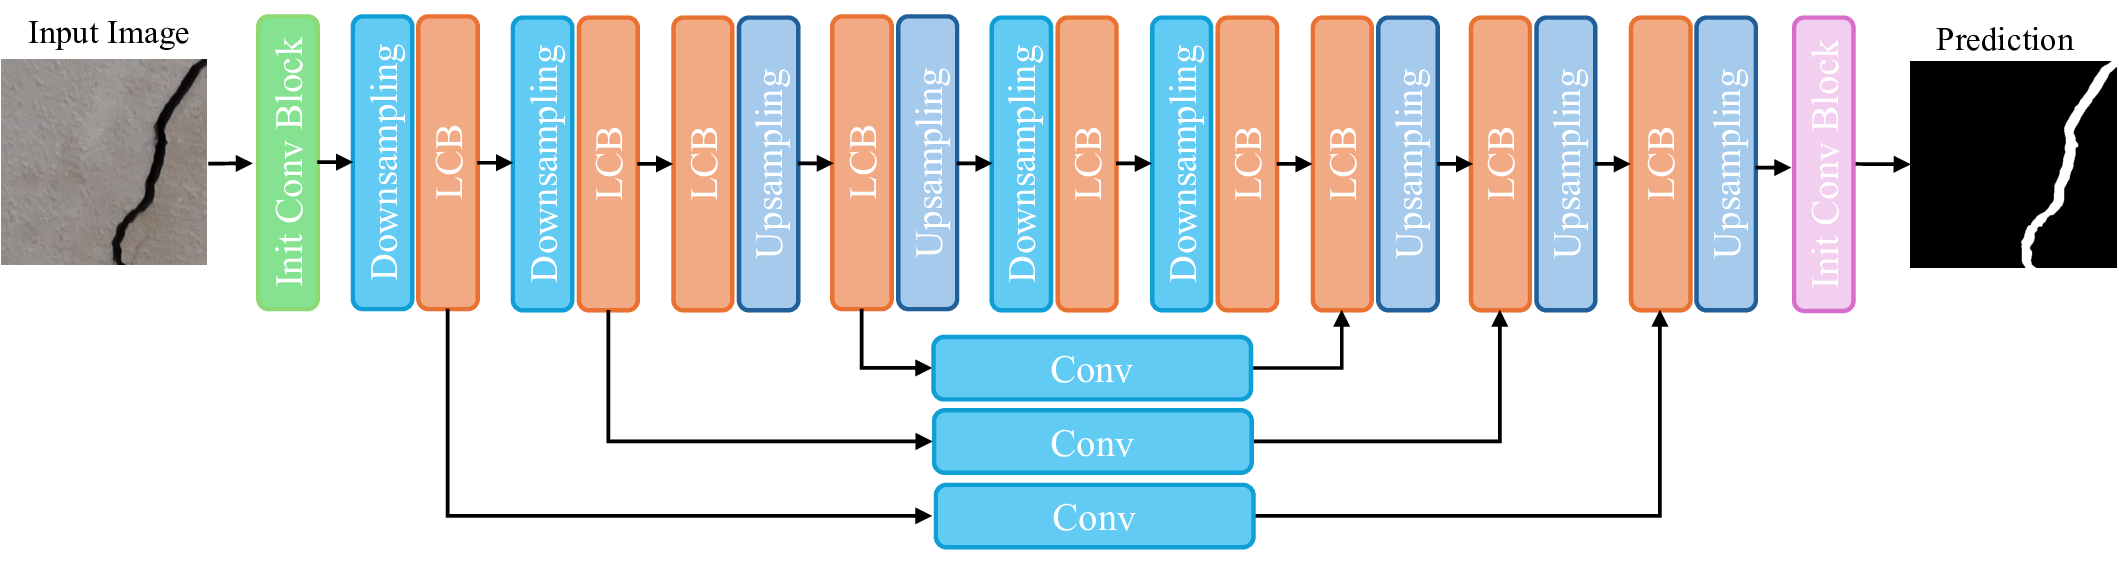 Input Image
Init Conv Block
Downsampling
LCB
Downsampling
LCB
LCB
Upsampling
LCB
Upsampling
Downsampling
LCB
Downsampling
LCB
LCB
Upsampling
LCB
Upsampling
LCB
Upsampling
Init Conv Block
Prediction
Conv
Conv
Conv